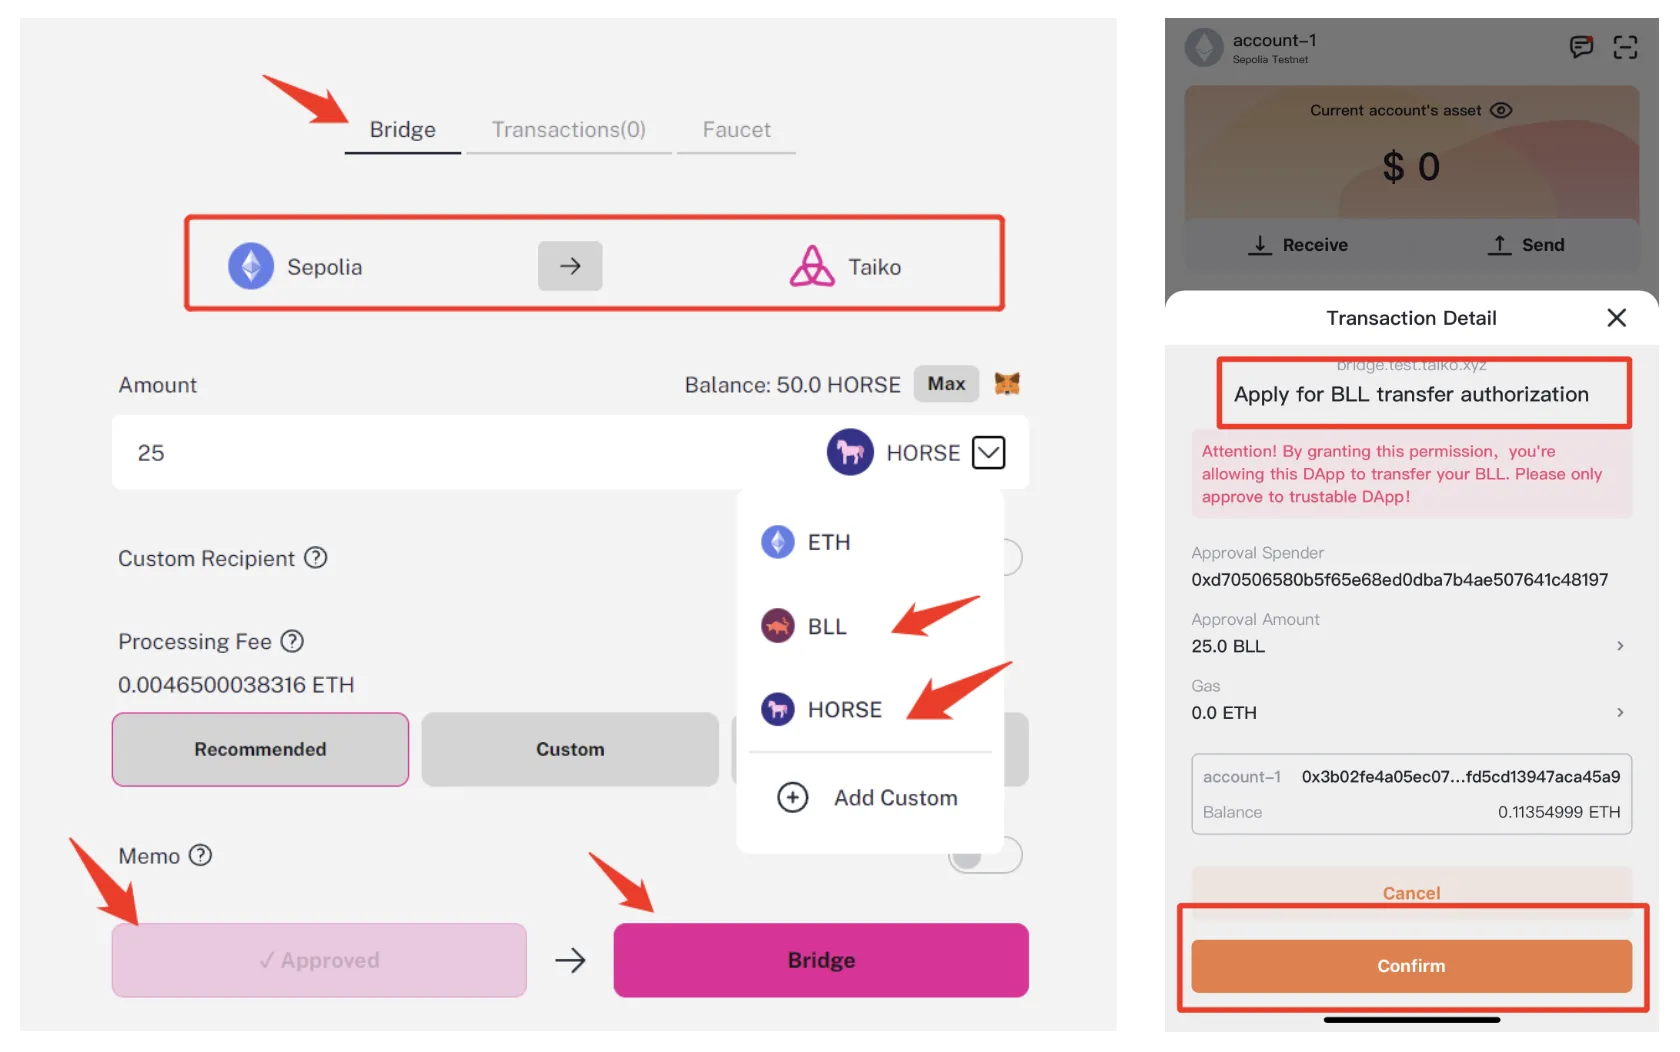 Bridge
Transactions(0)
Faucet
Sepolia
Taiko
Amount
Balance: 50.0 HORSE
Max
25
HORSE
ETH
BLL
HORSE
Add Custom
Custom Recipient ?
Processing Fee ?
0.0046500038316 ETH
Recommended
Custom
Memo ?
✓ Approved
Bridge
account-1
Sepolia Testnet
Current account's asset
$ 0
Receive
Send
Transaction Detail
bridge.test.taiko.xyz
Apply for BLL transfer authorization
Attention! By granting this permission, you're
allowing this DApp to transfer your BLL. Please only
approve to trustable DApp!
Approval Spender
0xd70506580b5f65e68ed0dba7b4ae507641c48197
Approval Amount
25.0 BLL
Gas
0.0 ETH
account-1 0x3b02fe4a05ec07...fd5cd13947aca45a9
Balance 0.11354999 ETH
Cancel
Confirm